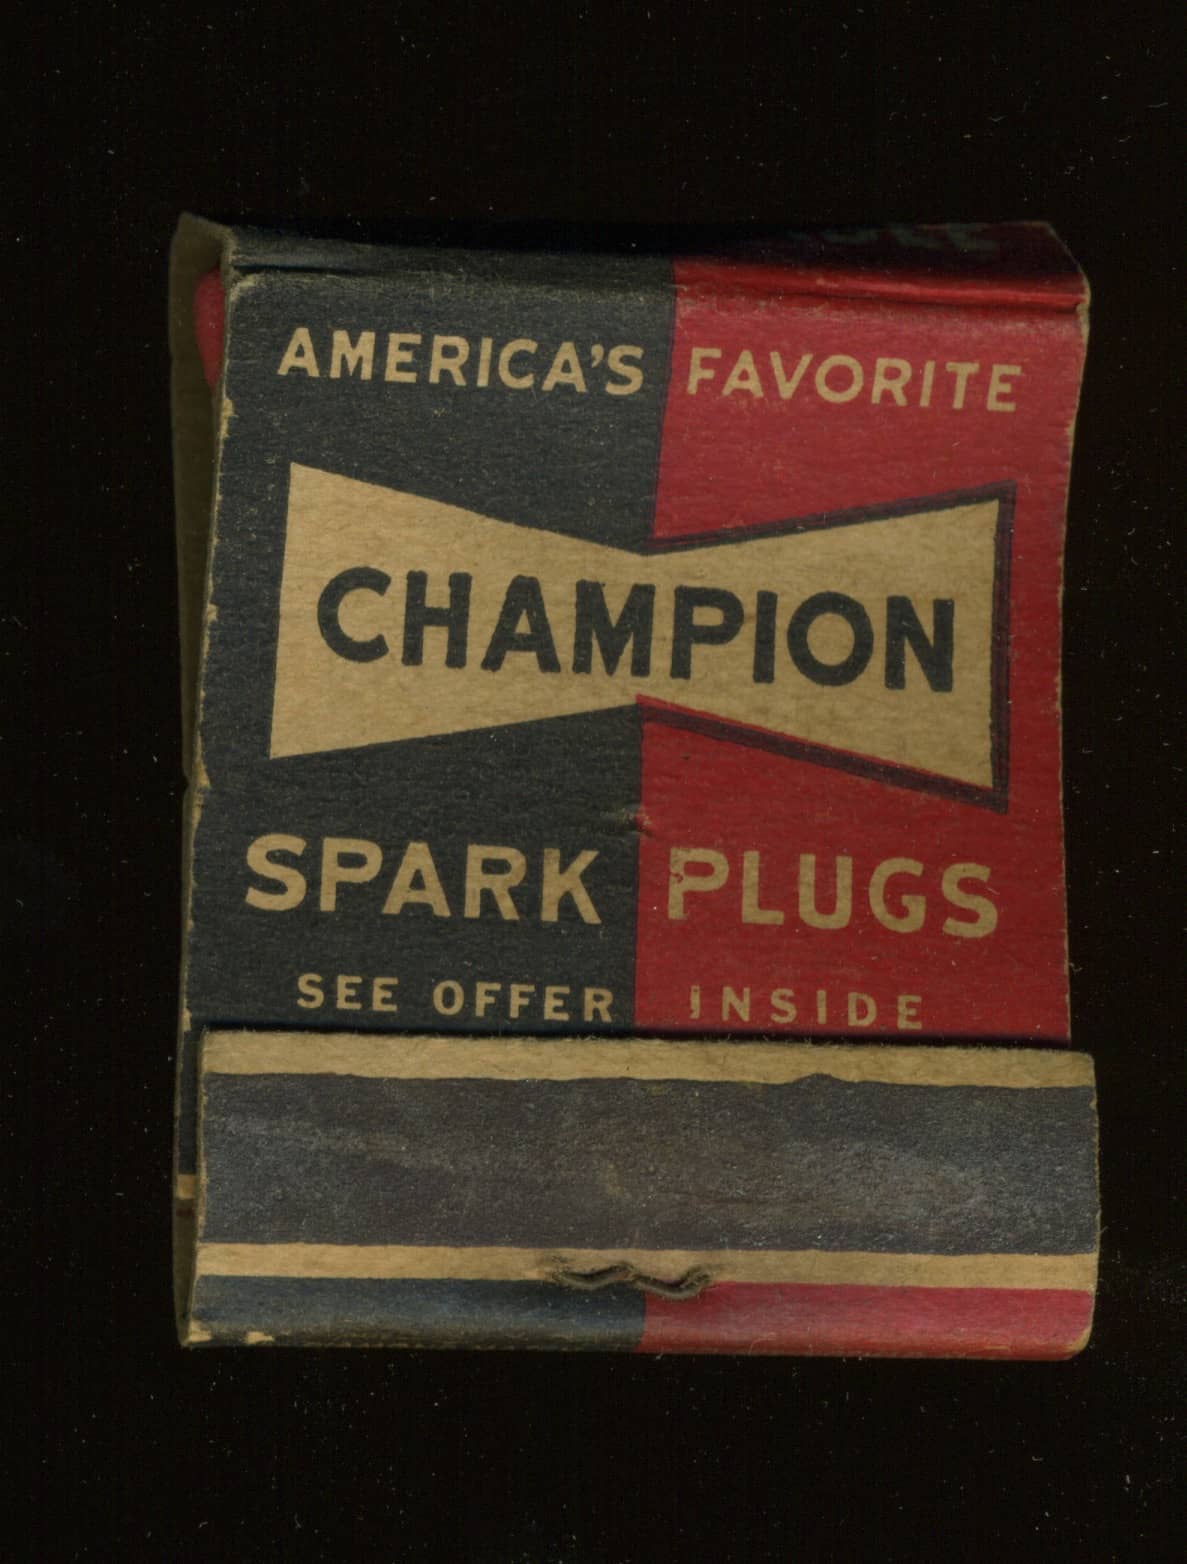 AMERICA'S FAVORITE
CHAMPION
SPARK PLUGS
SEE OFFER INSIDE